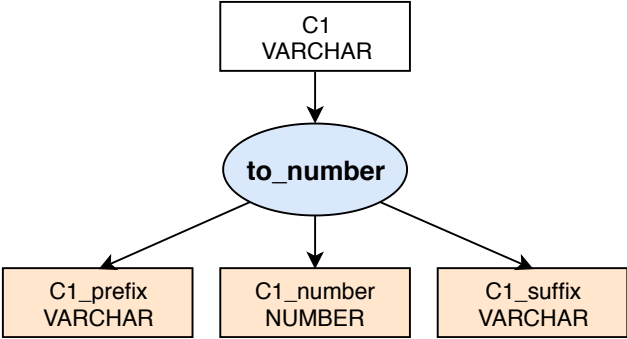 C1
VARCHAR
to_number
C1_prefix
VARCHAR
C1_number
NUMBER
C1_suffix
VARCHAR